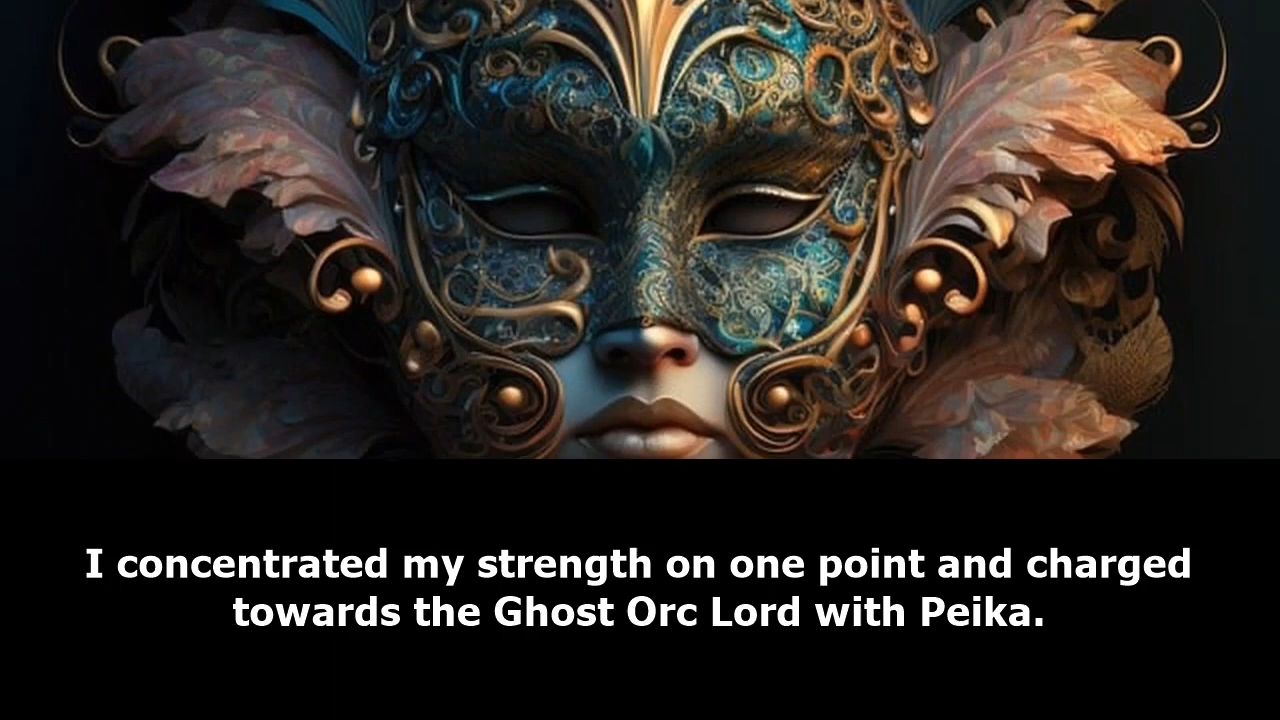 I concentrated my strength on one point and charged
towards the Ghost Orc Lord with Peika.